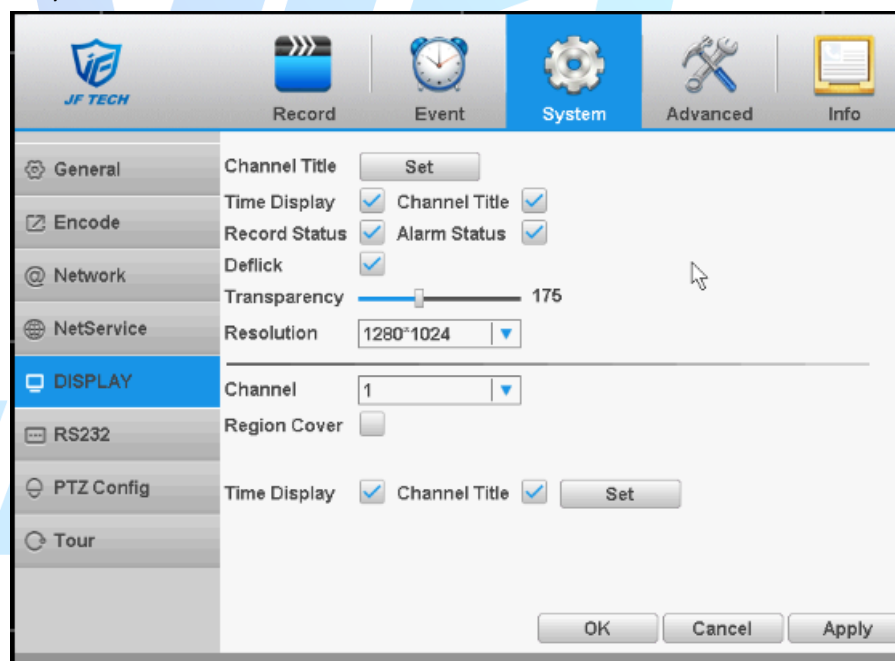 JF TECH
Record Event System Advanced Info
General
Encode
Network
NetService
DISPLAY
RS232
PTZ Config
Tour
Channel Title Set
Time Display Channel Title
Record Status Alarm Status
Deflick
Transparency 175
Resolution 1280*1024
Channel 1
Region Cover
Time Display Channel Title Set
OK Cancel Apply